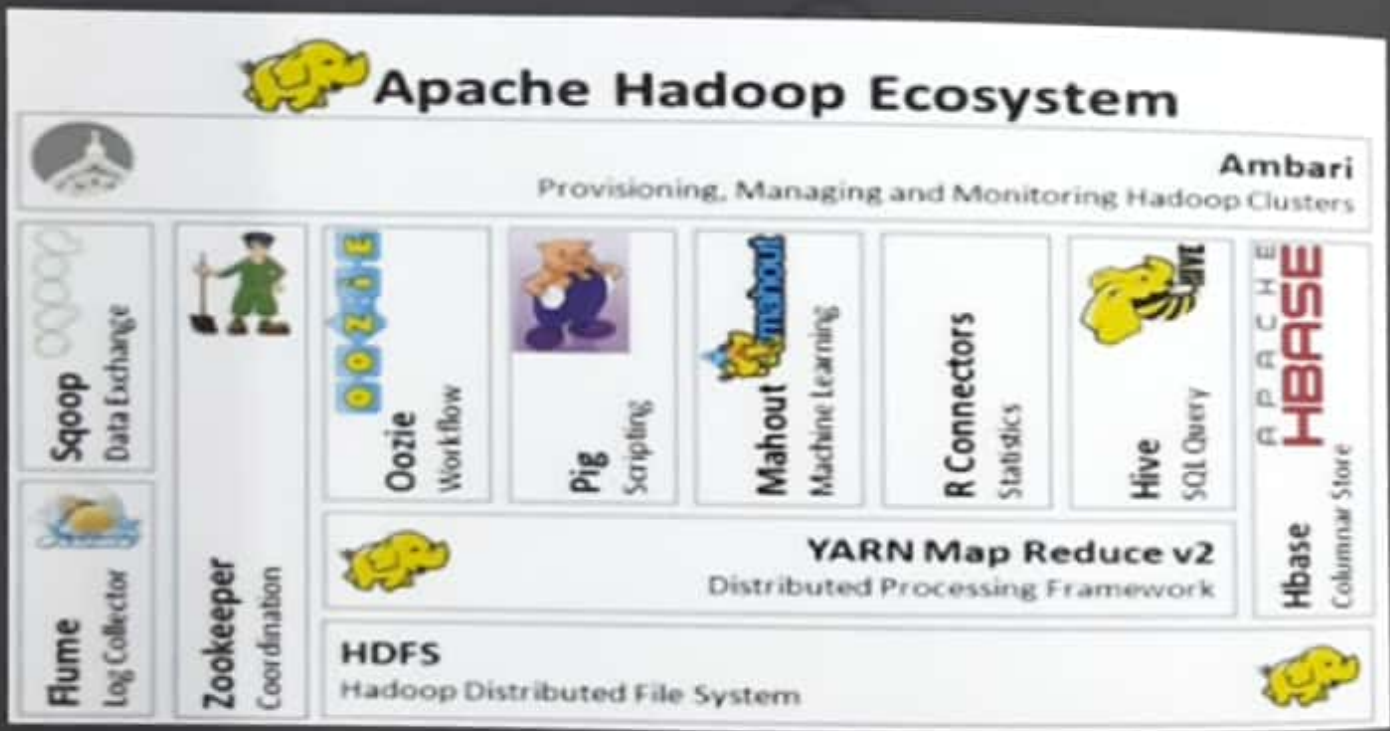 Apache Hadoop Ecosystem
Ambari
Provisioning, Managing and Monitoring Hadoop Clusters
Sqoop
Data Exchange
Flume
Log Collector
Zookeeper
Coordination
OOZIE
Oozie
Workflow
Pig
Scripting
mahout
Mahout
Machine Learning
R Connectors
Statistics
HIVE
Hive
SQL Query
APACHE
HBASE
Hbase
Columnar Store
YARN Map Reduce v2
Distributed Processing Framework
HDFS
Hadoop Distributed File System